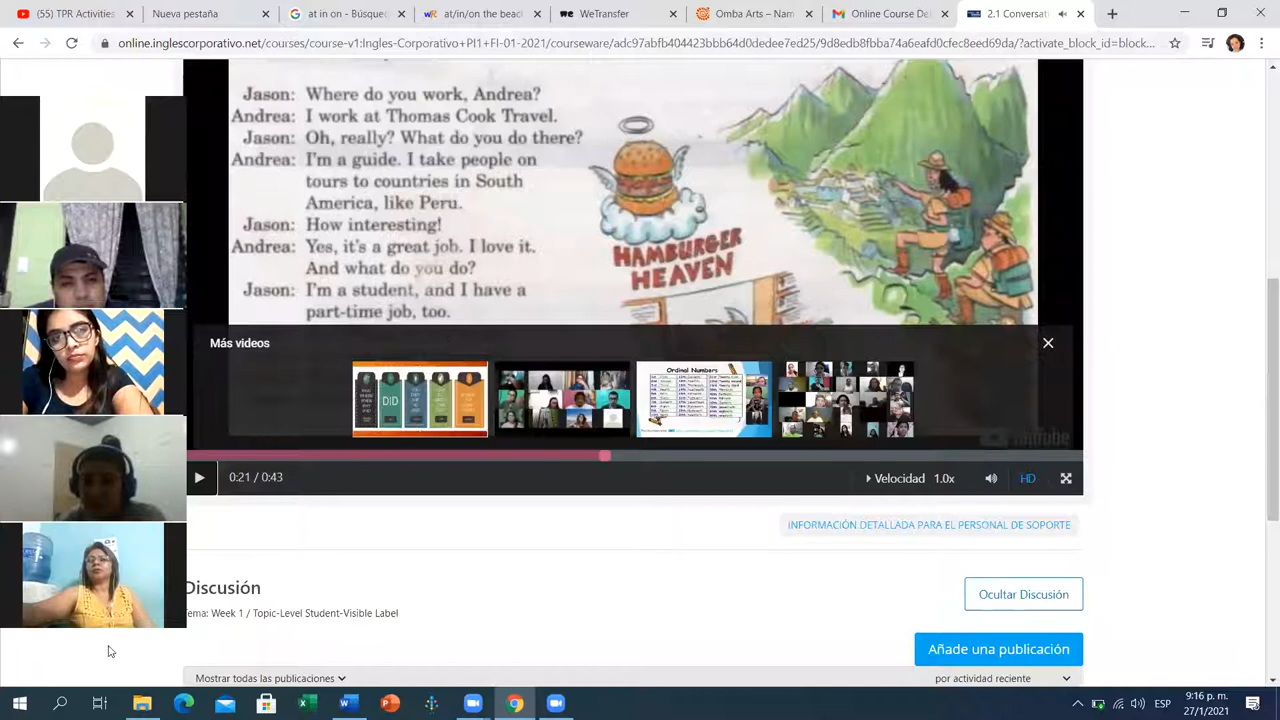 (55) TPR Activities
Nueva pestaña
at in on - Búsque
at/in/on the beach
WeTransfer
Omba Arts – Nam
Online Course De
2.1 Conversati
online.inglescorporativo.net/courses/course-v1:Ingles-Corporativo+PI1+FI-01-2021/courseware/adc97abfb404423bbb64d0dedee7ed25/9d8edb8fbba74a6eafd0cfec8eed69da/?activate_block_id=block...
Jason: Where do you work, Andrea?
Andrea: I work at Thomas Cook Travel.
Jason: Oh, really? What do you do there?
Andrea: I'm a guide. I take people on
tours to countries in South
America, like Peru.
Jason: How interesting!
Andrea: Yes, it's a great job. I love it.
And what do you do?
Jason: I'm a student, and I have a
part-time job, too.
HAMBURGER
HEAVEN
Más videos
DID
Ordinal Numbers
YouTube
0:21 / 0:43
Velocidad 1.0x
HD
INFORMACIÓN DETALLADA PARA EL PERSONAL DE SOPORTE
Discusión
Ocultar Discusión
Tema: Week 1 / Topic-Level Student-Visible Label
Añade una publicación
Mostrar todas las publicaciones
por actividad reciente
ESP
9:16 p. m.
27/1/2021